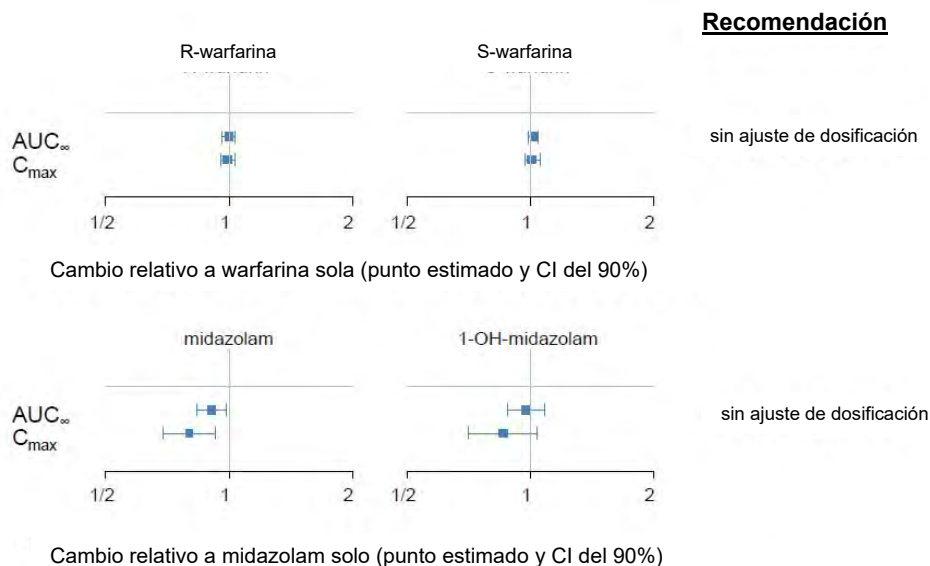 Recomendación
R-warfarina
S-warfarina
AUC∞
Cmax
sin ajuste de dosificación
1/2 1 2 1/2 1 2
Cambio relativo a warfarina sola (punto estimado y CI del 90%)
midazolam
1-OH-midazolam
AUC∞
Cmax
sin ajuste de dosificación
1/2 1 2 1/2 1 2
Cambio relativo a midazolam solo (punto estimado y CI del 90%)